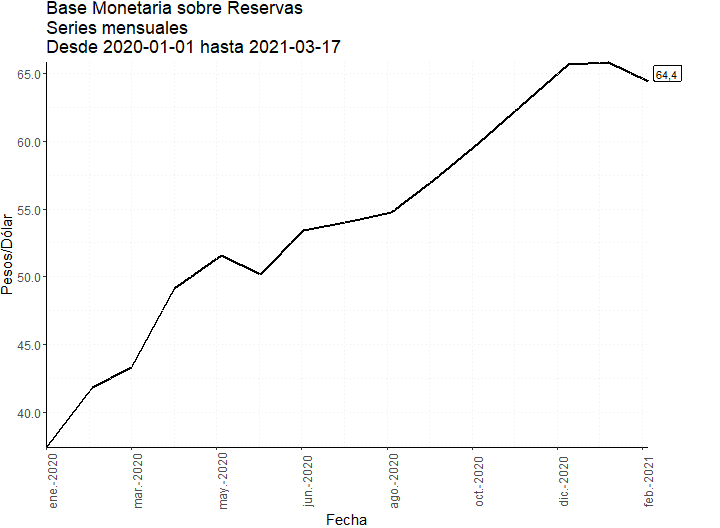 Base Monetaria sobre Reservas
Series mensuales
Desde 2020-01-01 hasta 2021-03-17
65.0
60.0
55.0
50.0
45.0
40.0
Pesos/Dólar
64,4
ene.-2020
mar.-2020
may.-2020
jun.-2020
ago.-2020
oct.-2020
dic.-2020
feb.-2021
Fecha